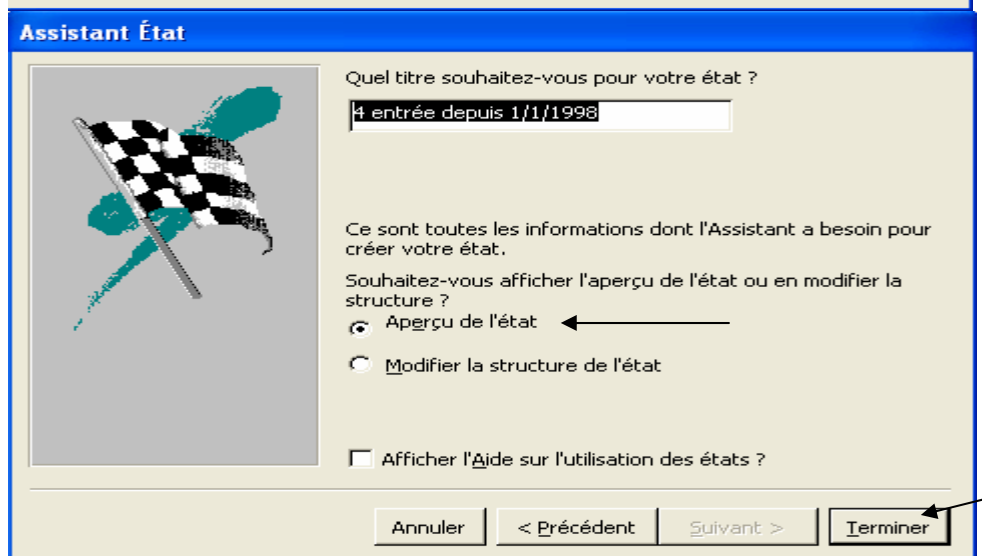 Assistant État
Quel titre souhaitez-vous pour votre état ?
4 entrée depuis 1/1/1998
Ce sont toutes les informations dont l'Assistant a besoin pour
créer votre état.
Souhaitez-vous afficher l'aperçu de l'état ou en modifier la
structure ?
Aperçu de l'état
Modifier la structure de l'état
Afficher l'Aide sur l'utilisation des états ?
Annuler < Précédent Suivant > Terminer